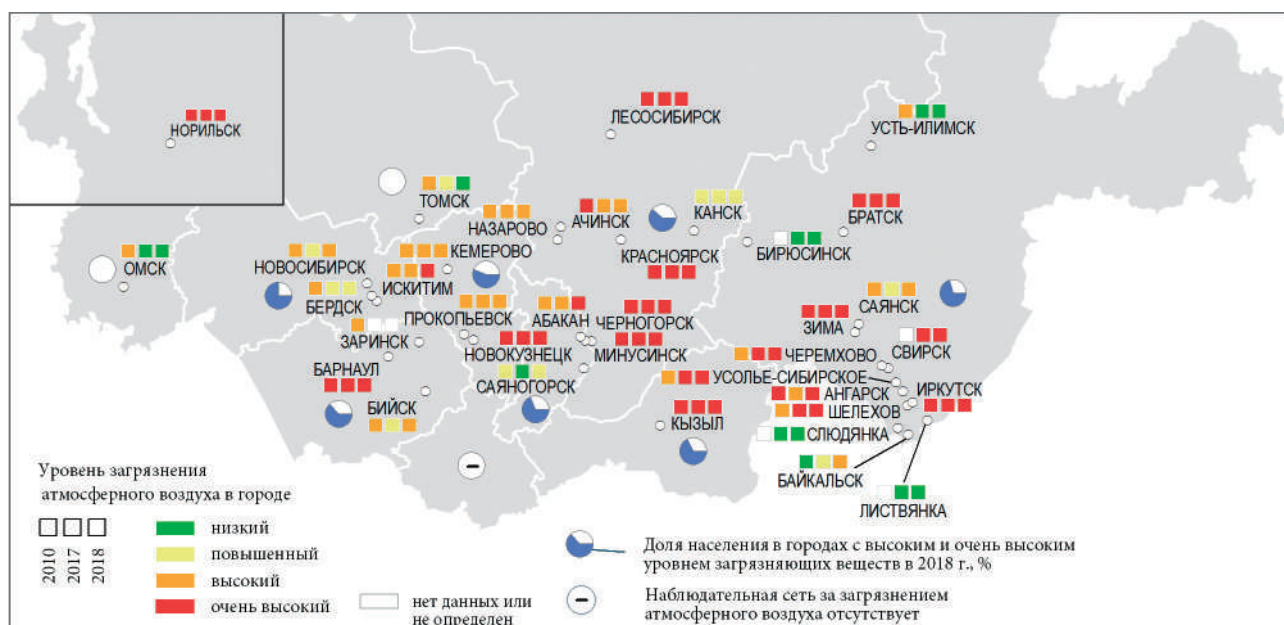 НОРИЛЬСК
ЛЕСОСИБИРСК
УСТЬ-ИЛИМСК
ТОМСК
НАЗАРОВО
АЧИНСК
КАНСК
БРАТСК
ОМСК
НОВОСИБИРСК
КЕМЕРОВО
КРАСНОЯРСК
БИРЮСИНСК
ИСКИТИМ
БЕРДСК
ПРОКОПЬЕВСК
АБАКАН
ЧЕРНОГОРСК
ЗИМА
САЯНСК
ЗАРИНСК
НОВОКУЗНЕЦК
МИНУСИНСК
СВИРСК
ЧЕРЕМХОВО
БАРНАУЛ
САЯНОГОРСК
УСОЛЬЕ-СИБИРСКОЕ
АНГАРСК
ИРКУТСК
БИЙСК
КЫЗЫЛ
ШЕЛЕХОВ
СЛЮДЯНКА
БАЙКАЛЬСК
ЛИСТВЯНКА
Уровень загрязнения
атмосферного воздуха в городе
2010
2017
2018
низкий
повышенный
высокий
очень высокий
нет данных или
не определен
Доля населения в городах с высоким и очень высоким
уровнем загрязняющих веществ в 2018 г., %
Наблюдательная сеть за загрязнением
атмосферного воздуха отсутствует